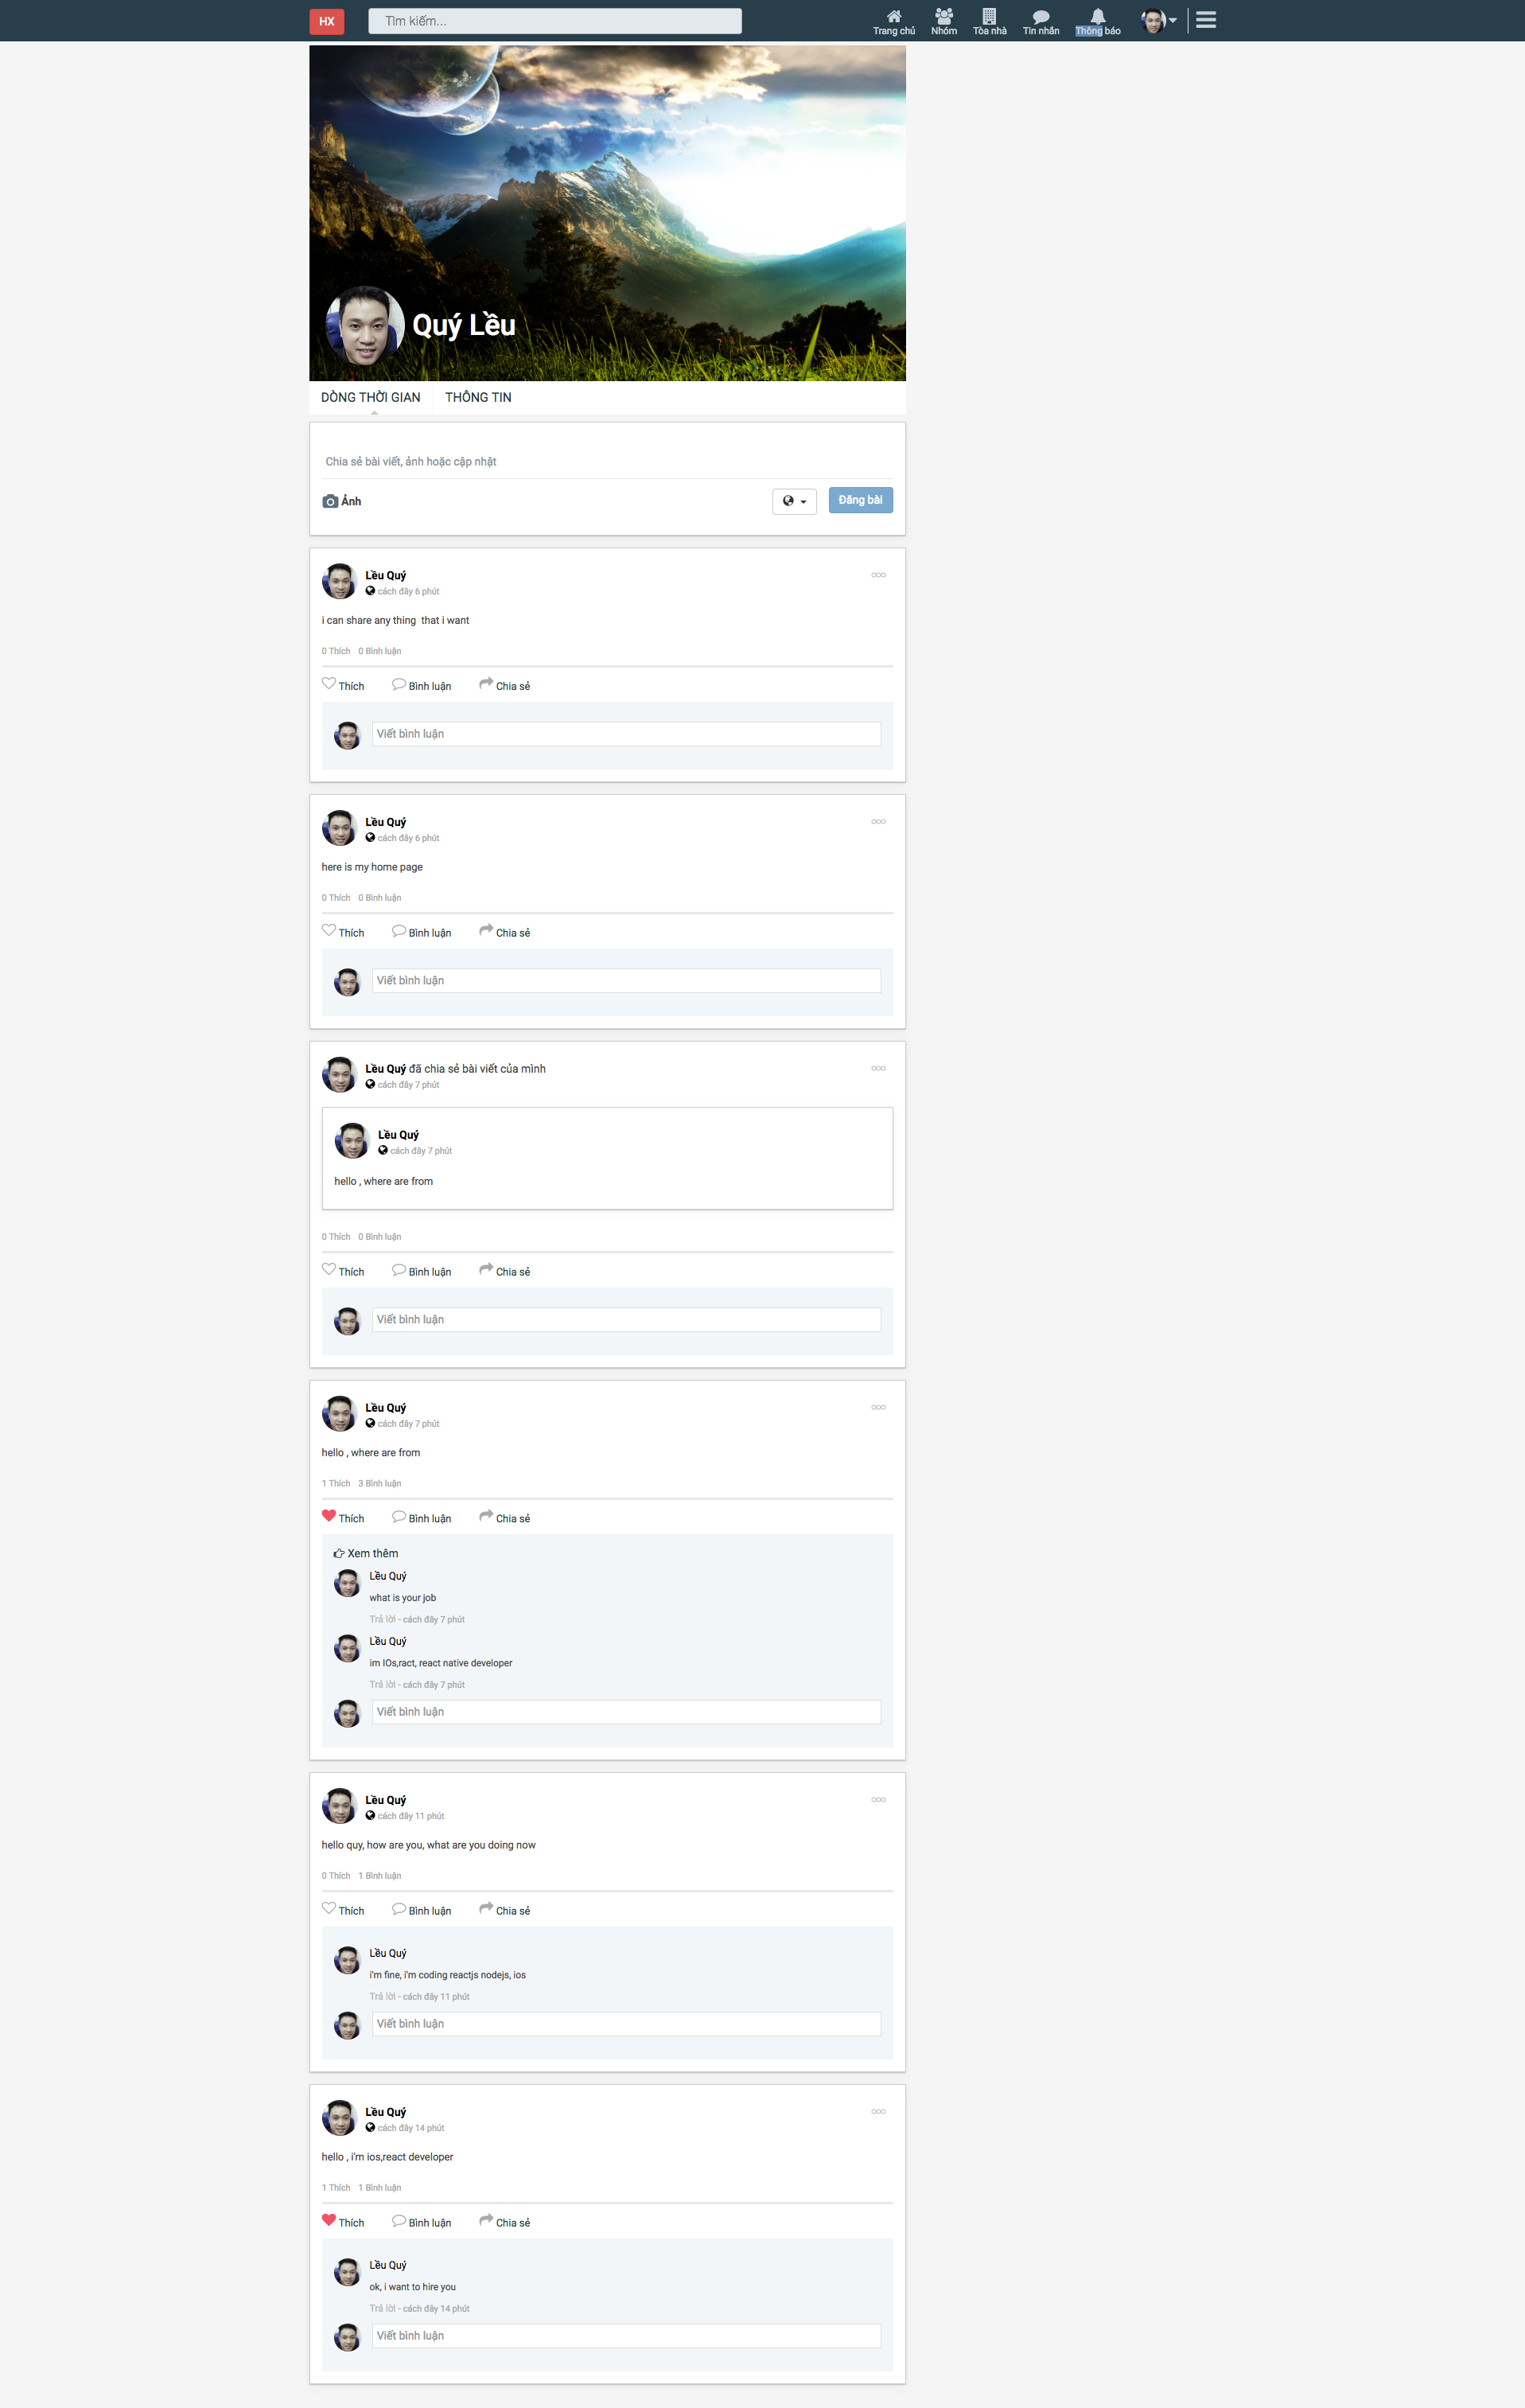 HX
Tìm kiếm...
Trang chủ
Nhóm
Tòa nhà
Tin nhắn
Thông báo
Quý Lều
DÒNG THỜI GIAN
THÔNG TIN
Chia sẻ bài viết, ảnh hoặc cập nhật
Ảnh
Đăng bài
Lều Quý
cách đây 6 phút
i can share any thing  that i want
0 Thích 0 Bình luận
Thích Bình luận Chia sẻ
Viết bình luận
Lều Quý
cách đây 6 phút
here is my home page
0 Thích 0 Bình luận
Thích Bình luận Chia sẻ
Viết bình luận
Lều Quý đã chia sẻ bài viết của mình
cách đây 7 phút
Lều Quý
cách đây 7 phút
hello , where are from
0 Thích 0 Bình luận
Thích Bình luận Chia sẻ
Viết bình luận
Lều Quý
cách đây 7 phút
hello , where are from
1 Thích 3 Bình luận
Thích Bình luận Chia sẻ
Xem thêm
Lều Quý
what is your job
Trả lời - cách đây 7 phút
Lều Quý
im IOs,ract, react native developer
Trả lời - cách đây 7 phút
Viết bình luận
Lều Quý
cách đây 11 phút
hello quy, how are you, what are you doing now
0 Thích 1 Bình luận
Thích Bình luận Chia sẻ
Lều Quý
i'm fine, i'm coding reactjs nodejs, ios
Trả lời - cách đây 11 phút
Viết bình luận
Lều Quý
cách đây 14 phút
hello , i'm ios,react developer
1 Thích 1 Bình luận
Thích Bình luận Chia sẻ
Lều Quý
ok, i want to hire you
Trả lời - cách đây 14 phút
Viết bình luận